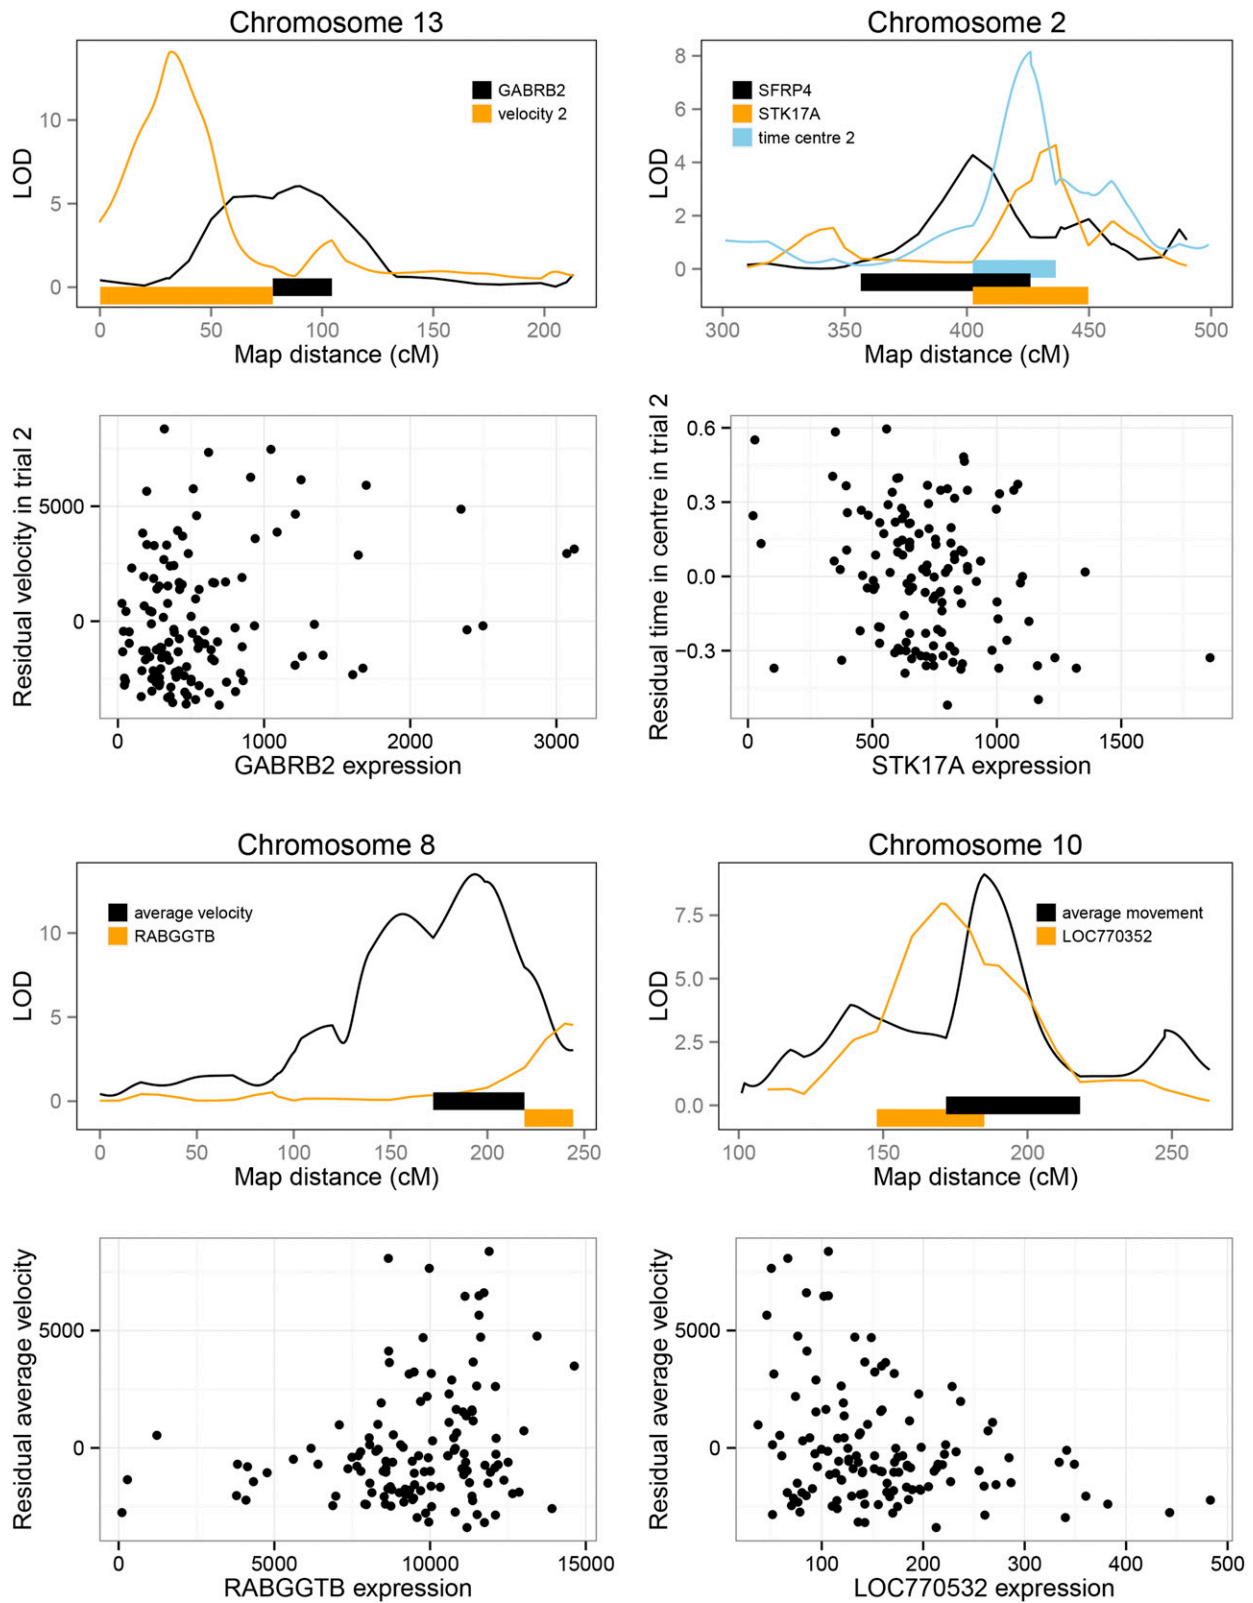 Chromosome 13
LOD
10
5
0
GABRB2
velocity 2
0 50 100 150 200
Map distance (cM)
Chromosome 2
LOD
8
6
4
2
0
SFRP4
STK17A
time centre 2
300 350 400 450 500
Map distance (cM)
Residual velocity in trial 2
5000
0
0 1000 2000 3000
GABRB2 expression
Residual time in centre in trial 2
0.6
0.3
0.0
−0.3
0 500 1000 1500
STK17A expression
Chromosome 8
LOD
10
5
0
average velocity
RABGGTB
0 50 100 150 200 250
Map distance (cM)
Chromosome 10
LOD
7.5
5.0
2.5
0.0
average movement
LOC770352
100 150 200 250
Map distance (cM)
Residual average velocity
5000
0
0 5000 10000 15000
RABGGTB expression
Residual average velocity
5000
0
100 200 300 400 500
LOC770532 expression